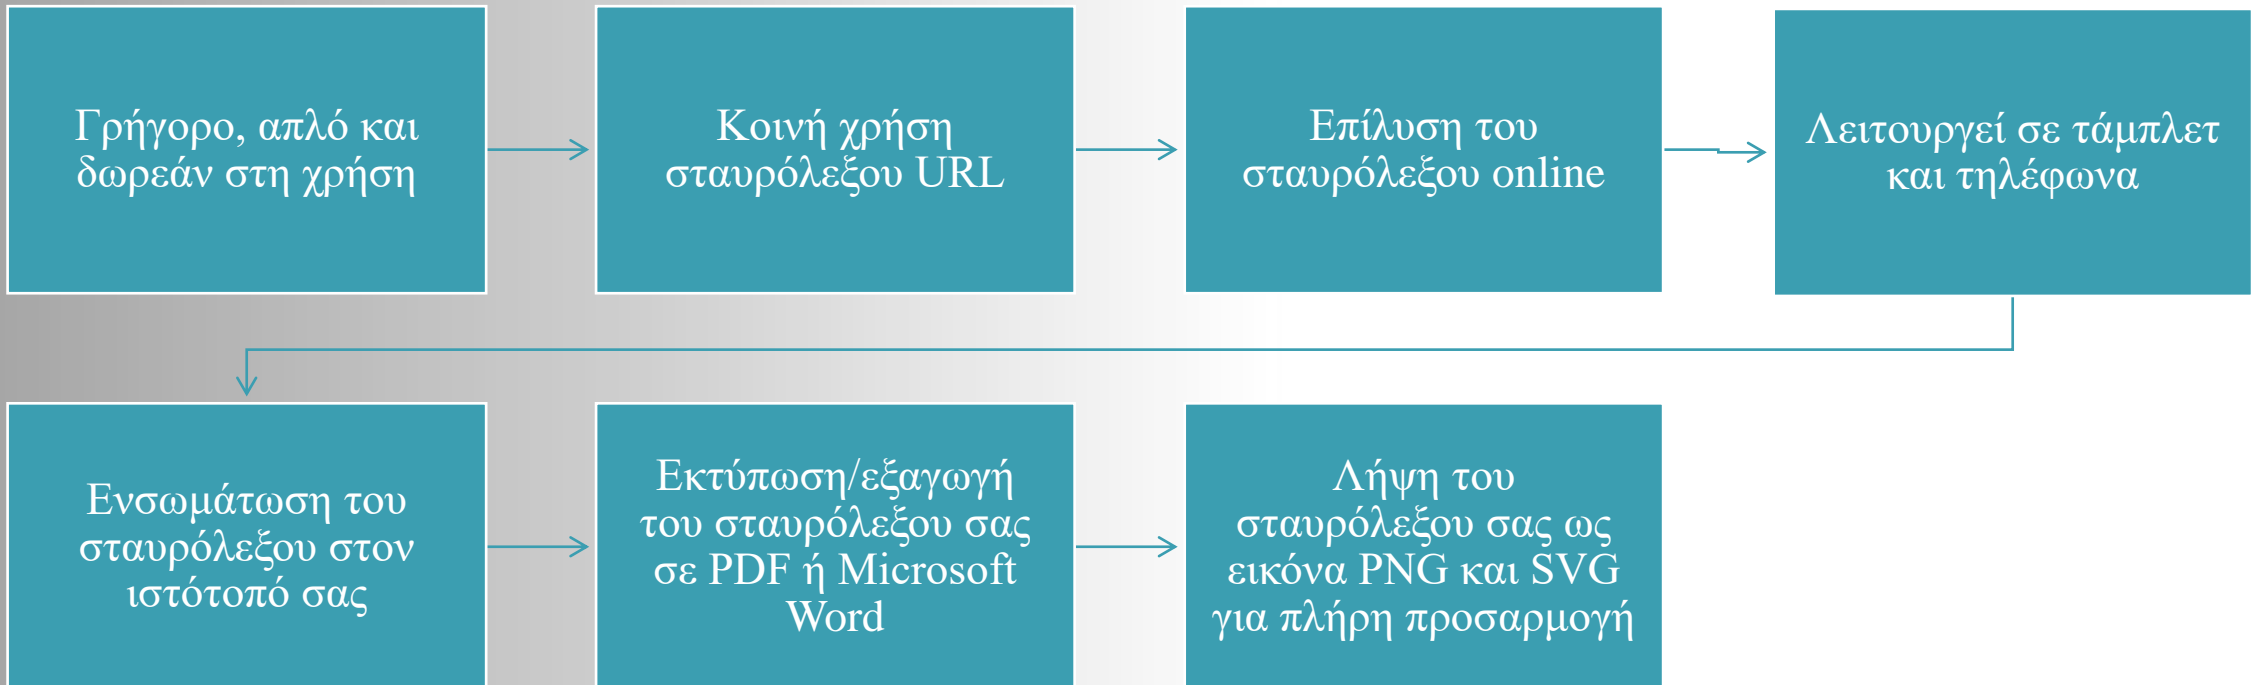 Γρήγορο, απλό και
δωρεάν στη χρήση
Κοινή χρήση
σταυρόλεξου URL
Επίλυση του
σταυρόλεξου online
Λειτουργεί σε τάμπλετ
και τηλέφωνα
Ενσωμάτωση του
σταυρόλεξου στον
ιστότοπό σας
Εκτύπωση/εξαγωγή
του σταυρόλεξου σας
σε PDF ή Microsoft
Word
Λήψη του
σταυρόλεξου σας ως
εικόνα PNG και SVG
για πλήρη προσαρμογή